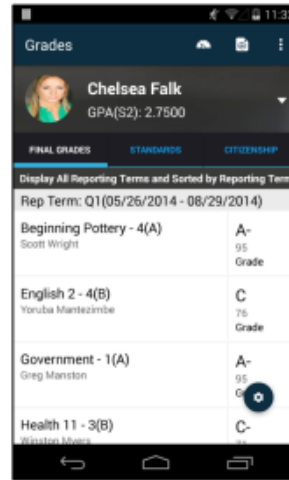 11:3
Grades
Chelsea Falk
GPA(S2): 2.7500
FINAL GRADES STANDARDS CITIZENSHIP
Display All Reporting Terms and Sorted by Reporting Term
Rep Term: Q1(05/26/2014 - 08/29/2014)
Beginning Pottery - 4(A) A-
Scott Wright 95
Grade
English 2 - 4(B) C
Yoruba Mantezimbe 76
Grade
Government - 1(A) A-
Greg Manston 95
Health 11 - 3(B) C-
Winston Myers